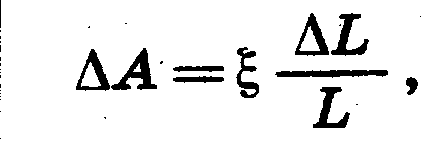 ΔA = ξ ΔL / L ,